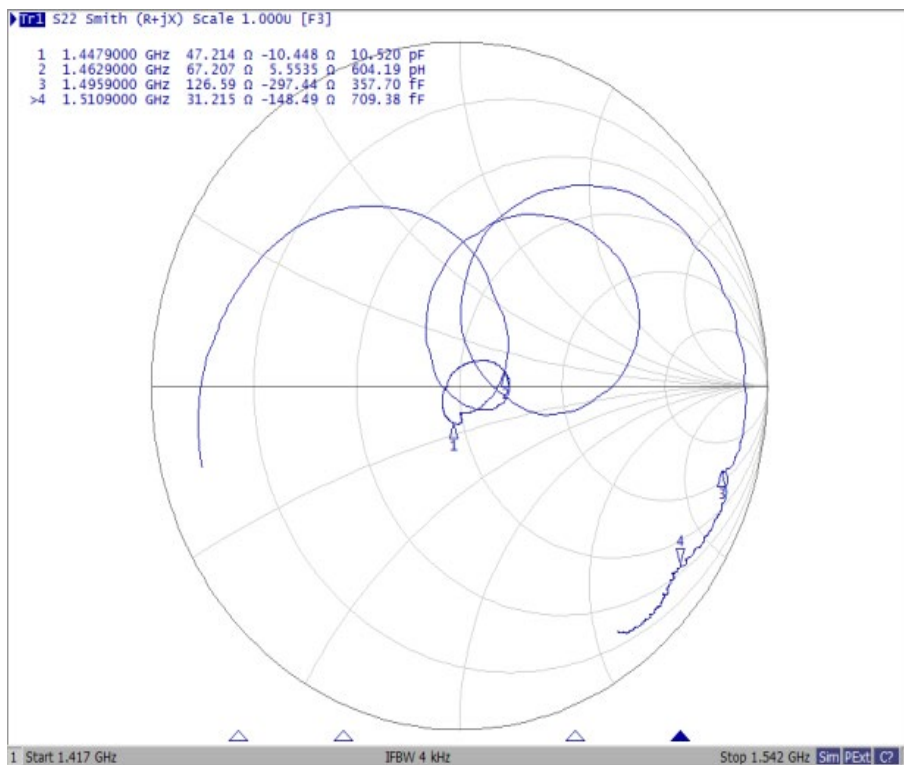 Tr1 S22 Smith (R+jX) Scale 1.000U [F3]
1 1.4479000 GHz 47.214 Ω -10.448 Ω 10.520 pF
2 1.4629000 GHz 67.207 Ω 5.5535 Ω 604.19 pH
3 1.4959000 GHz 126.59 Ω -297.44 Ω 357.70 fF
>4 1.5109000 GHz 31.215 Ω -148.49 Ω 709.38 fF
1
3
4
1 Start 1.417 GHz IFBW 4 kHz Stop 1.542 GHz Sim PExt C?